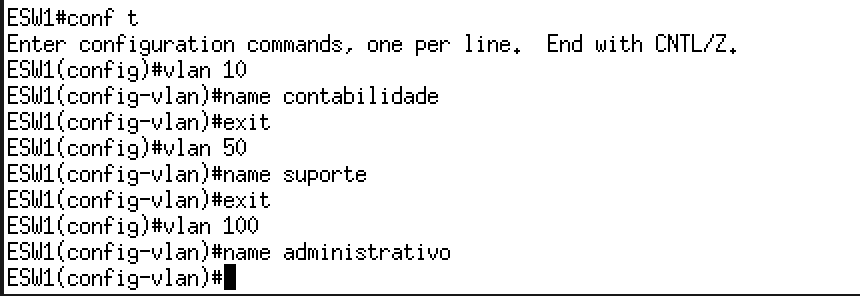 ESW1#conf t
Enter configuration commands, one per line.  End with CNTL/Z.
ESW1(config)#vlan 10
ESW1(config-vlan)#name contabilidade
ESW1(config-vlan)#exit
ESW1(config)#vlan 50
ESW1(config-vlan)#name suporte
ESW1(config-vlan)#exit
ESW1(config)#vlan 100
ESW1(config-vlan)#name administrativo
ESW1(config-vlan)#